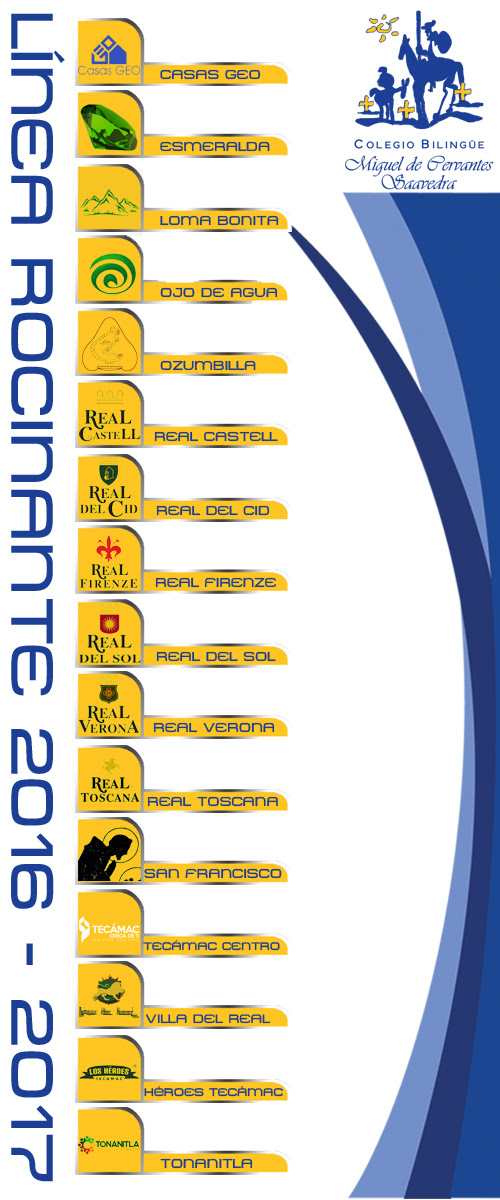 LÍNEA ROCINANTE 2016 - 2017
COLEGIO BILINGÜE
Miguel de Cervantes
Saavedra
Casas GEO
CASAS GEO
ESMERALDA
LOMA BONITA
OJO DE AGUA
OZUMBILLA
REAL
CASTELL
REAL CASTELL
REAL
DEL CID
REAL DEL CID
REAL
FIRENZE
REAL FIRENZE
REAL
DEL SOL
REAL DEL SOL
REAL
VERONA
REAL VERONA
REAL
TOSCANA
REAL TOSCANA
SAN FRANCISCO
TECÁMAC
CERCA DE TI
TECÁMAC CENTRO
VILLA DEL REAL
LOS HÉROES
TECÁMAC
HÉROES TECÁMAC
TONANITLA
TONANITLA